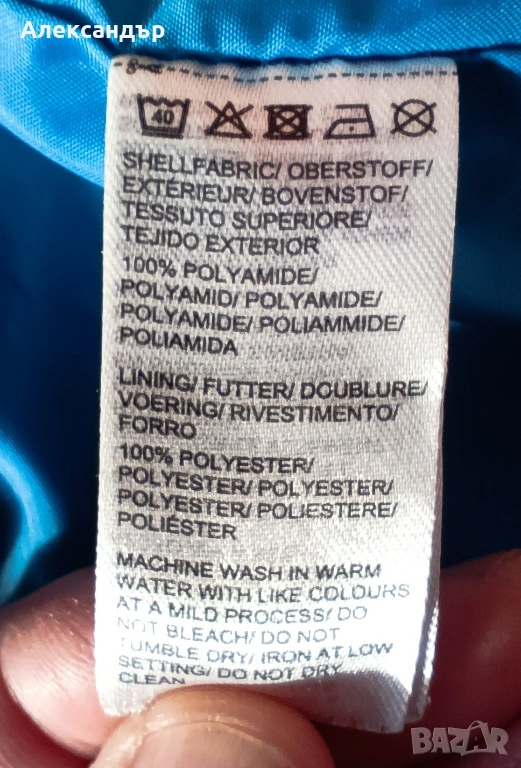 Александър
40
SHELLFABRIC/ OBERSTOFF/
EXTÉRIEUR/ BOVENSTOF/
TESSUTO SUPERIORE/
TEJIDO EXTERIOR
100% POLYAMIDE/
POLYAMID/ POLYAMIDE/
POLYAMIDE/ POLIAMMIDE/
POLIAMIDA
LINING/ FUTTER/ DOUBLURE/
VOERING/ RIVESTIMENTO/
FORRO
100% POLYESTER/
POLYESTER/ POLYESTER/
POLYESTER/ POLIESTERE/
POLIÉSTER
MACHINE WASH IN WARM
WATER WITH LIKE COLOURS
AT A MILD PROCESS/ DO
NOT BLEACH/ DO NOT
TUMBLE DRY/ IRON AT LOW
SETTING/ DO NOT DRY
CLEAN
BAZAR